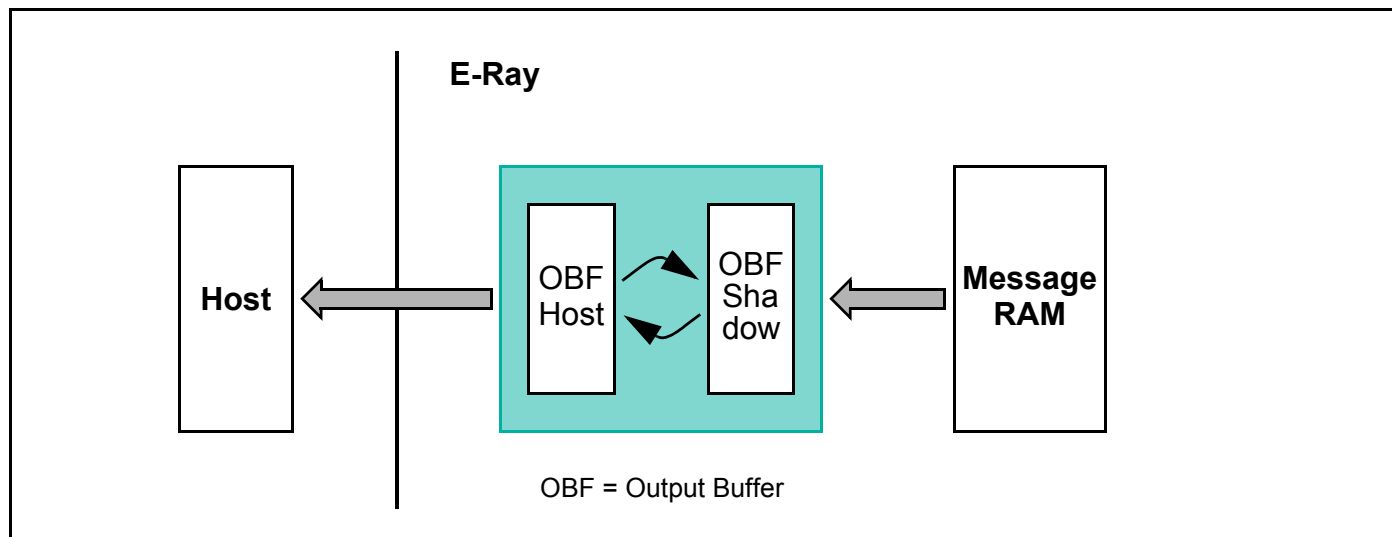 E-Ray
Host
OBF
Host
OBF
Sha
dow
Message
RAM
OBF = Output Buffer